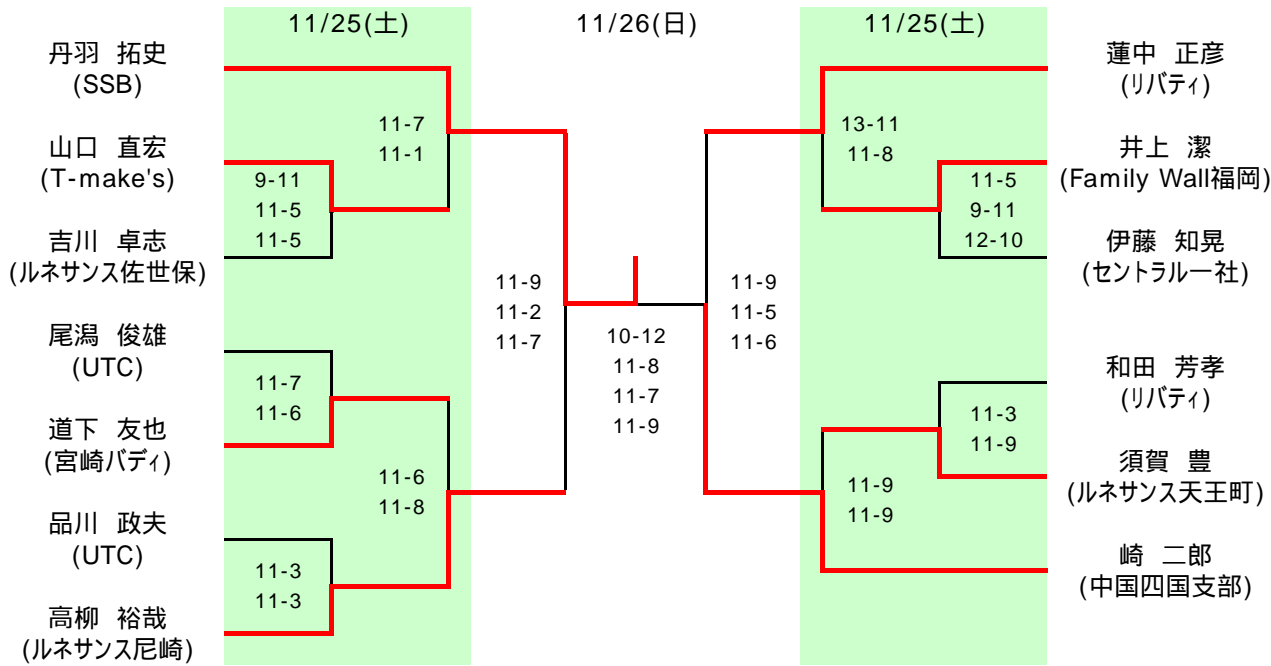 11/25(土)
11/26(日)
11/25(土)
丹羽 拓史
(SSB)
山口 直宏
(T-make's)
吉川 卓志
(ルネサンス佐世保)
尾潟 俊雄
(UTC)
道下 友也
(宮崎バディ)
品川 政夫
(UTC)
高柳 裕哉
(ルネサンス尼崎)
9-11
11-5
11-5
11-7
11-6
11-3
11-3
11-7
11-1
11-6
11-8
11-9
11-2
11-7
10-12
11-8
11-7
11-9
11-9
11-5
11-6
13-11
11-8
11-9
11-9
11-5
9-11
12-10
11-3
11-9
蓮中 正彦
(リバティ)
井上 潔
(Family Wall福岡)
伊藤 知晃
(セントラル一社)
和田 芳孝
(リバティ)
須賀 豊
(ルネサンス天王町)
崎 二郎
(中国四国支部)